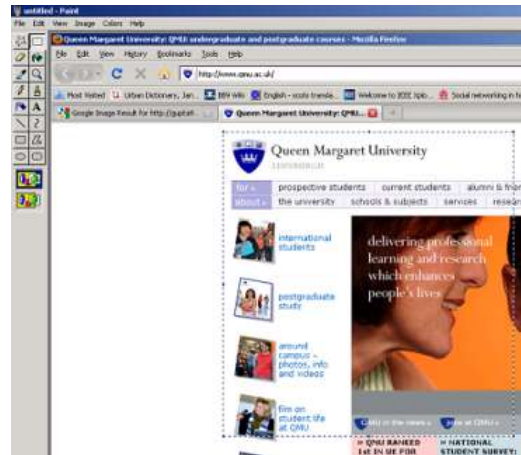 untitled - Paint
File Edit View Image Colors Help
Queen Margaret University: QMU undergraduate and postgraduate courses - Mozilla Firefox
File Edit View History Bookmarks Tools Help
http://www.qmu.ac.uk/
Most Visited Urban Dictionary, Jan... BBH Wiki English - scots transla... Welcome to IEEE Xplo... Social networking in
Google Image Result for http://guptafi... Queen Margaret University: QMU...
Queen Margaret University
EDINBURGH
for » prospective students current students alumni & frie
about » the university schools & subjects services resear
international
students
delivering professional
learning and research
which enhances
people's lives
postgraduate
study
around
campus -
photos, info
and videos
film on
student life
at QMU
QMU in the news » Join at QMU »
» QMU RANKED
1st IN UK FOR
» NATIONAL
STUDENT SURVEY: